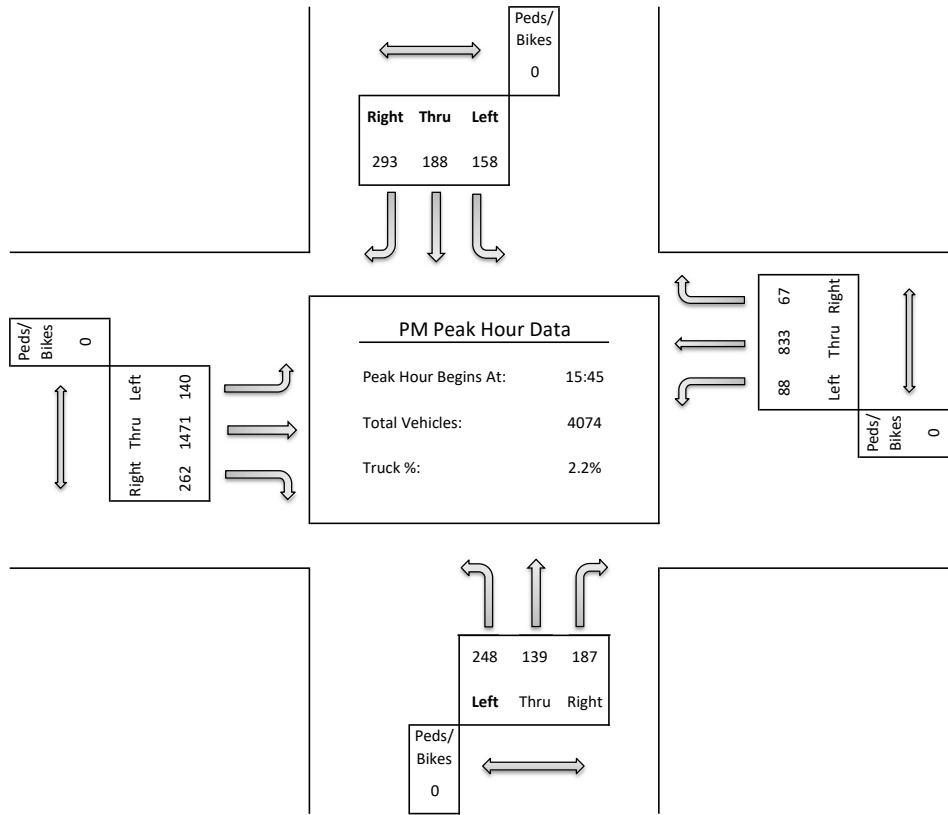 Peds/
Bikes
0
Right Thru Left
293 188 158
Peds/
Bikes
0
Left 140
Thru 1471
Right 262
PM Peak Hour Data
Peak Hour Begins At: 15:45
Total Vehicles: 4074
Truck %: 2.2%
67 Right
833 Thru
88 Left
Peds/
Bikes
0
248 139 187
Left Thru Right
Peds/
Bikes
0